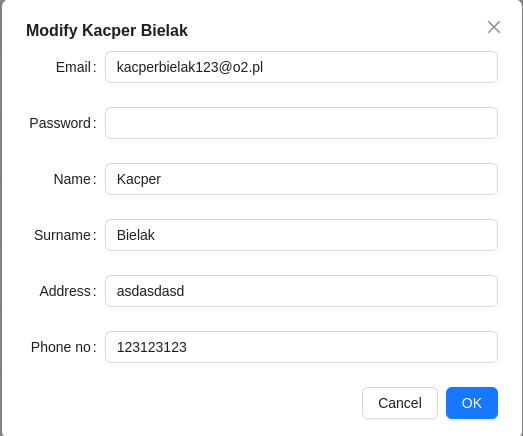 Modify Kacper Bielak
Email: kacperbielak123@o2.pl
Password:
Name: Kacper
Surname: Bielak
Address: asdasdasd
Phone no: 123123123
Cancel OK